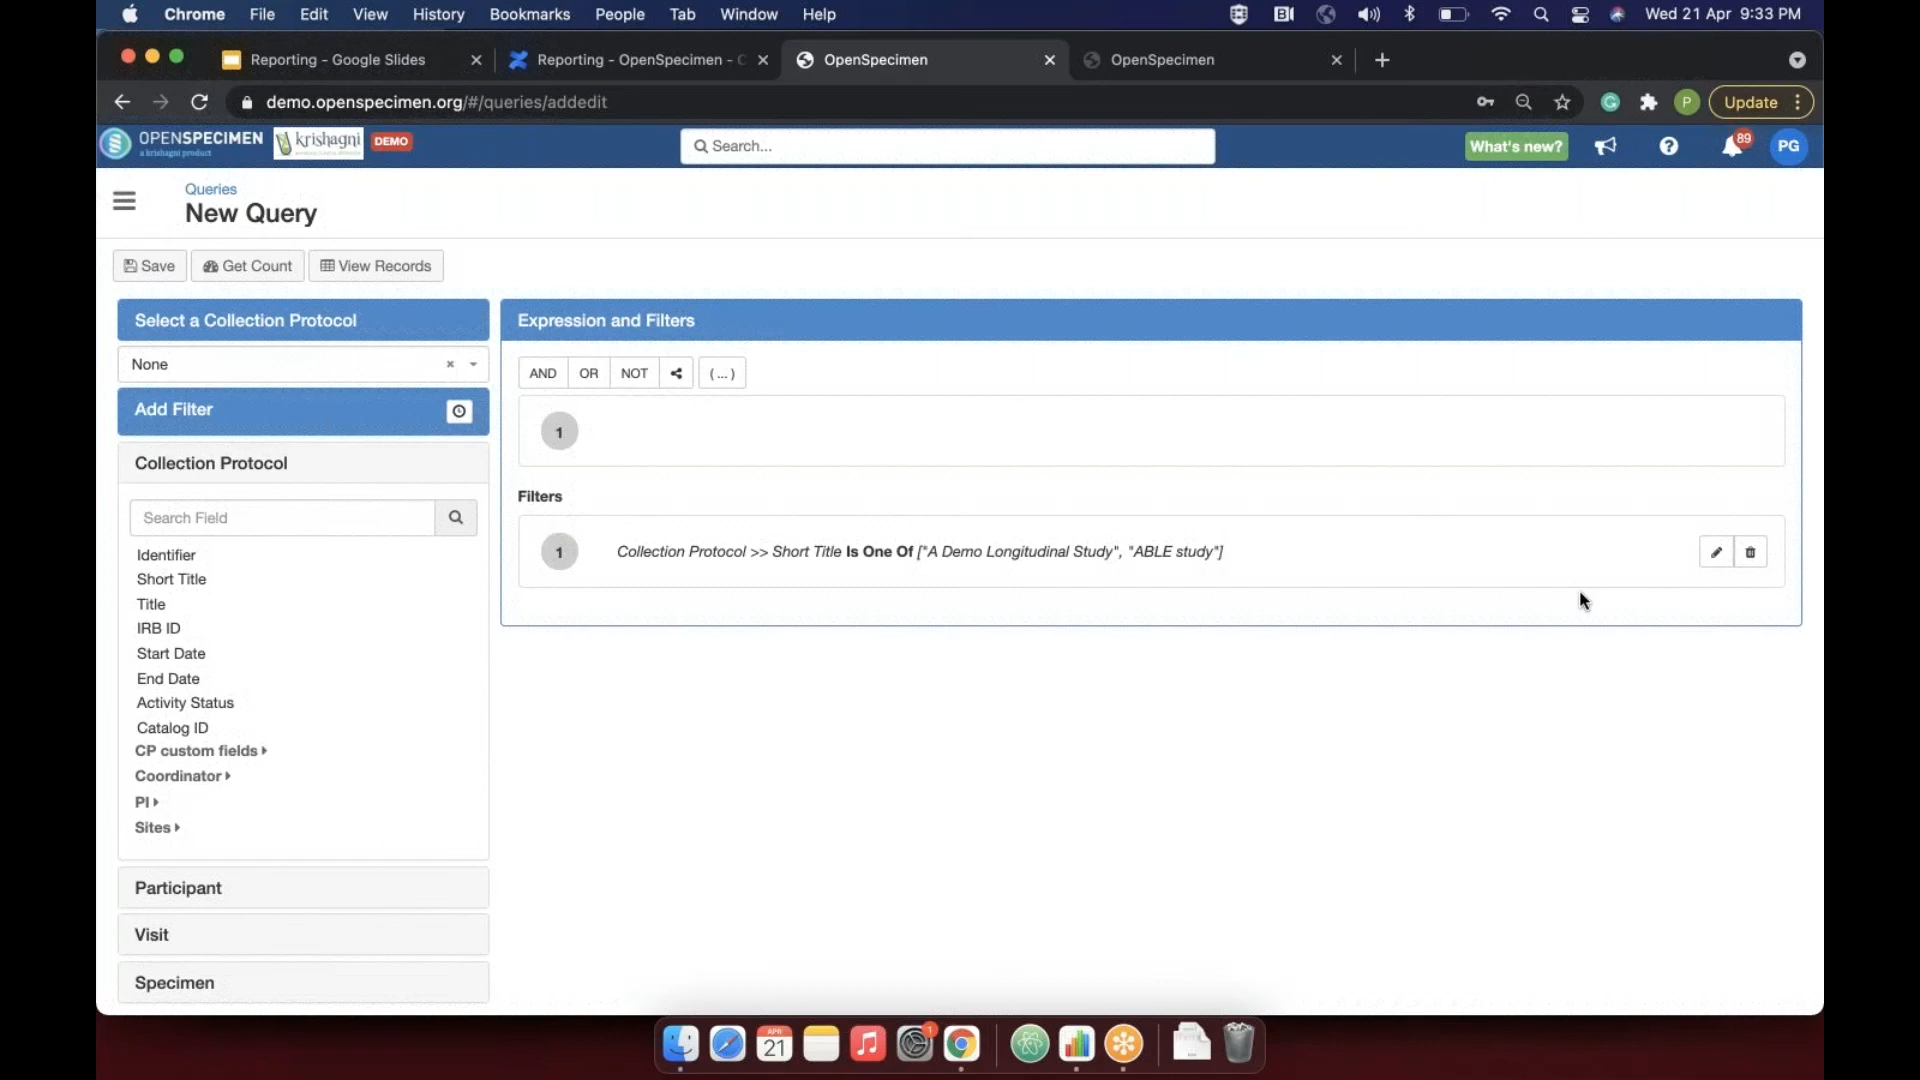 Chrome File Edit View History Bookmarks People Tab Window Help Wed 21 Apr 9:33 PM
Reporting - Google Slides Reporting - OpenSpecimen - C OpenSpecimen OpenSpecimen
demo.openspecimen.org/#/queries/addedit P Update
OPENSPECIMEN krishagni DEMO Search... What's new? 89 PG
a krishagni product
Queries
New Query
Save Get Count View Records
Select a Collection Protocol Expression and Filters
None AND OR NOT (...)
Add Filter
1
Collection Protocol
Filters
Search Field
1 Collection Protocol >> Short Title Is One Of ["A Demo Longitudinal Study", "ABLE study"]
Identifier
Short Title
Title
IRB ID
Start Date
End Date
Activity Status
Catalog ID
CP custom fields
Coordinator
PI
Sites
Participant
Visit
Specimen
APR
21
1